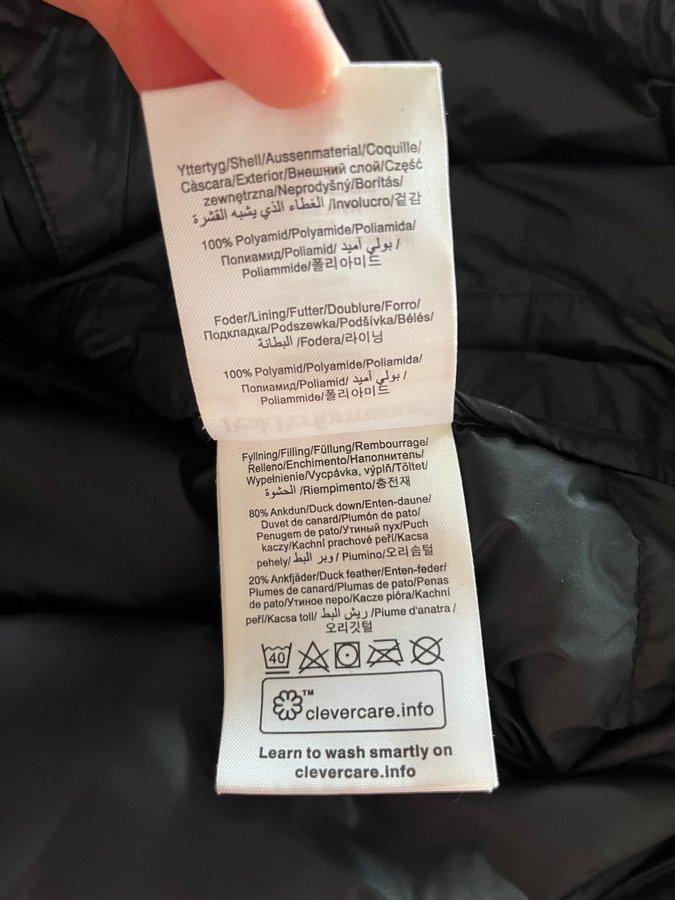 Yttertyg/Shell/Aussenmaterial/Coquille/
Càscara/Exterior/Внешний слой/Część
zewnętrzna/Neprodyšný/Borítás/
الغطاء الذي يشبه القشرة /Involucro/겉감
100% Polyamid/Polyamide/Poliamida/
Полиамид/Poliamid/ بولي أميد /
Poliammide/폴리아미드
Foder/Lining/Futter/Doublure/Forro/
Подкладка/Podszewka/Podšívka/Bélés/
البطانة /Fodera/라이닝
100% Polyamid/Polyamide/Poliamida/
Полиамид/Poliamid/ بولي أميد /
Poliammide/폴리아미드
Fyllning/Filling/Füllung/Rembourrage/
Relleno/Enchimento/Наполнитель/
Wypełnienie/Vycpávka, výplň/Töltet/
الحشوة /Riempimento/충전재
80% Ankdun/Duck down/Enten-daune/
Duvet de canard/Plumón de pato/
Penugem de pato/Утиный пух/Puch
kaczy/Kachní prachové peří/Kacsa
pehely/ وبر البط / Piumino/오리솜털
20% Ankfjäder/Duck feather/Enten-feder/
Plumes de canard/Plumas de pato/Penas
de pato/Утиное перо/Kacze pióra/Kachní
peří/Kacsa toll/ ريش البط /Piume d'anatra /
오리깃털
40
™
clevercare.info
Learn to wash smartly on
clevercare.info